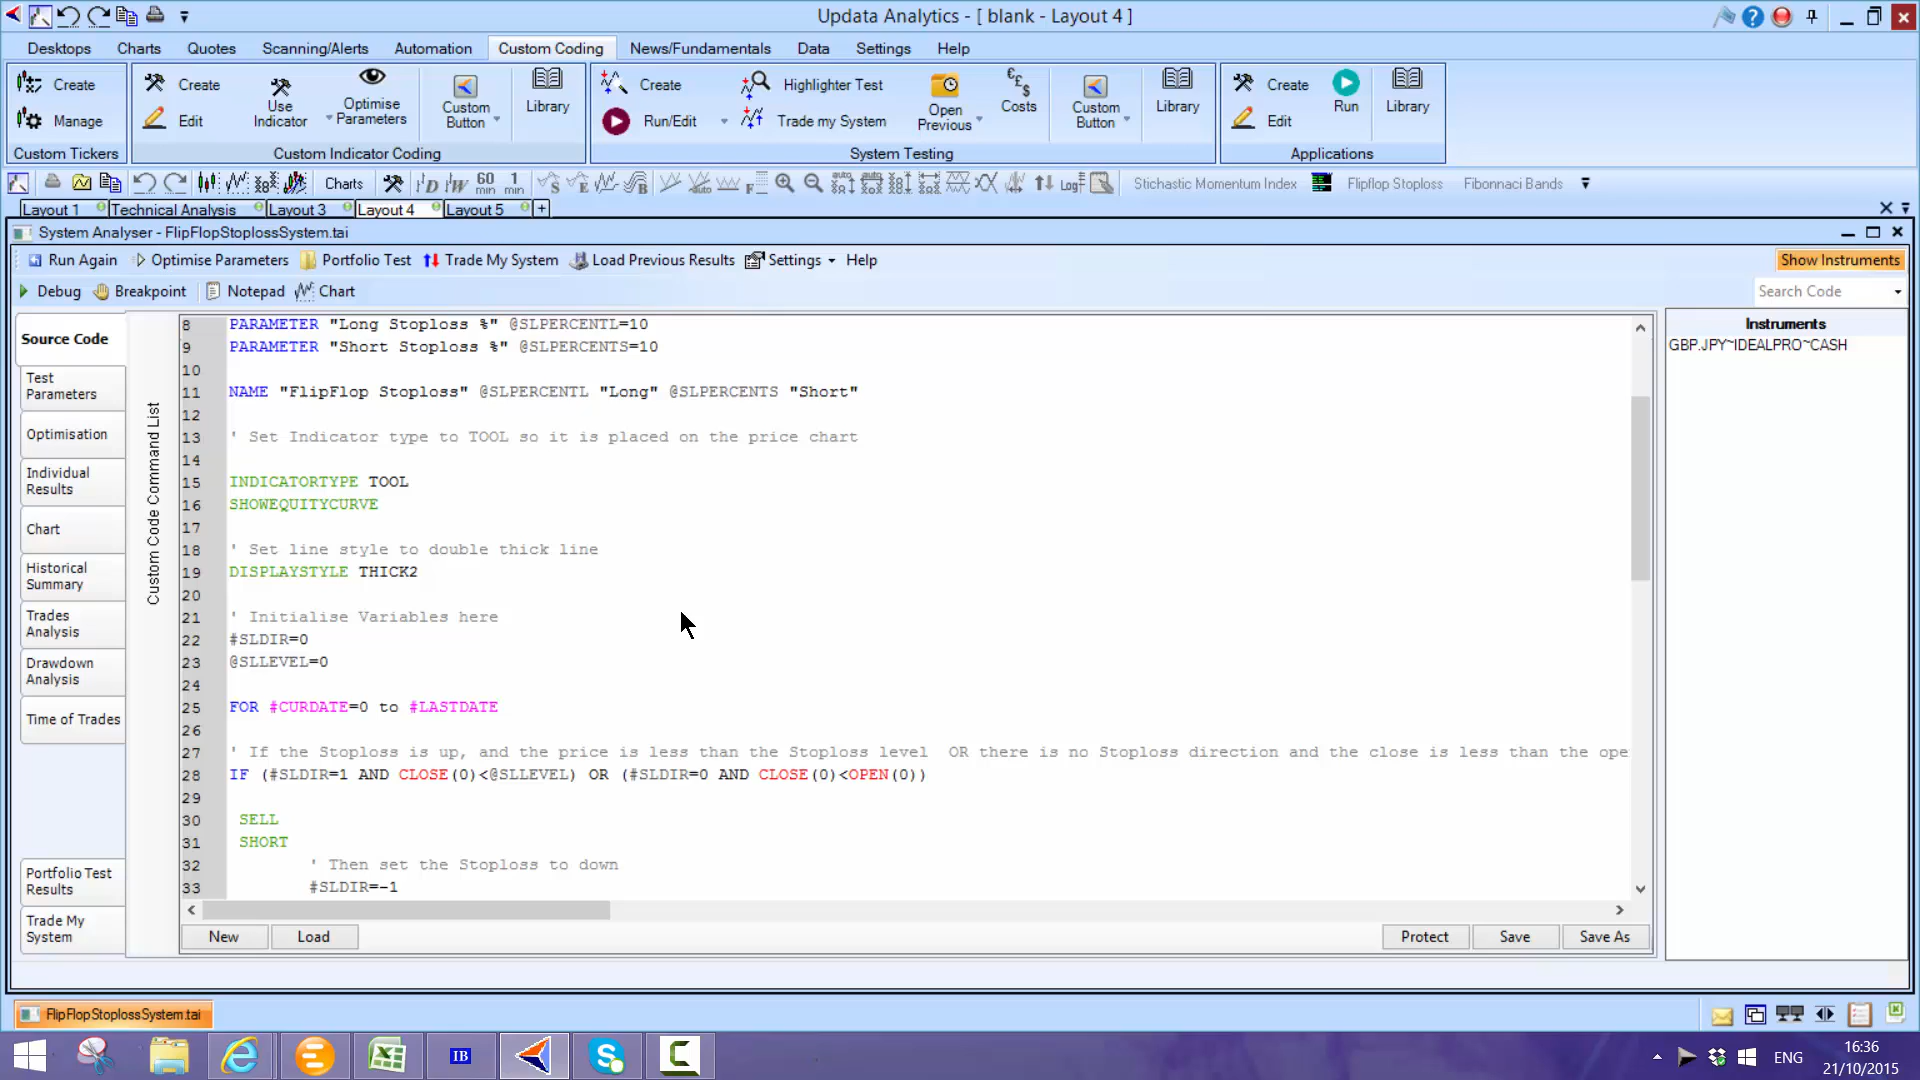 Updata Analytics - [ blank - Layout 4 ]
Desktops Charts Quotes Scanning/Alerts Automation Custom Coding News/Fundamentals Data Settings Help
Create
Manage
Custom Tickers
Create
Edit
Use Indicator
Optimise Parameters
Custom Button
Library
Custom Indicator Coding
Create
Run/Edit
Highlighter Test
Trade my System
Open Previous
Costs
Custom Button
Library
System Testing
Create
Edit
Run
Library
Applications
Charts
60 min
1 min
Stichastic Momentum Index Flipflop Stoploss Fibonnaci Bands
Layout 1 Technical Analysis Layout 3 Layout 4 Layout 5 +
System Analyser - FlipFlopStoplossSystem.tai
Run Again Optimise Parameters Portfolio Test Trade My System Load Previous Results Settings Help Show Instruments
Debug Breakpoint Notepad Chart Search Code
Source Code
Test Parameters
Optimisation
Individual Results
Chart
Historical Summary
Trades Analysis
Drawdown Analysis
Time of Trades
Portfolio Test Results
Trade My System
Custom Code Command List
8 PARAMETER "Long Stoploss %" @SLPERCENTL=10
9 PARAMETER "Short Stoploss %" @SLPERCENTS=10
10
11 NAME "FlipFlop Stoploss" @SLPERCENTL "Long" @SLPERCENTS "Short"
12
13 ' Set Indicator type to TOOL so it is placed on the price chart
14
15 INDICATORTYPE TOOL
16 SHOWEQUITYCURVE
17
18 ' Set line style to double thick line
19 DISPLAYSTYLE THICK2
20
21 ' Initialise Variables here
22 #SLDIR=0
23 @SLLEVEL=0
24
25 FOR #CURDATE=0 to #LASTDATE
26
27 ' If the Stoploss is up, and the price is less than the Stoploss level OR there is no Stoploss direction and the close is less than the ope
28 IF (#SLDIR=1 AND CLOSE(0)<@SLLEVEL) OR (#SLDIR=0 AND CLOSE(0)<OPEN(0))
29
30 SELL
31 SHORT
32 ' Then set the Stoploss to down
33 #SLDIR=-1
Instruments
GBP.JPY~IDEALPRO~CASH
New Load Protect Save Save As
FlipFlopStoplossSystem.tai
IB
ENG
16:36
21/10/2015